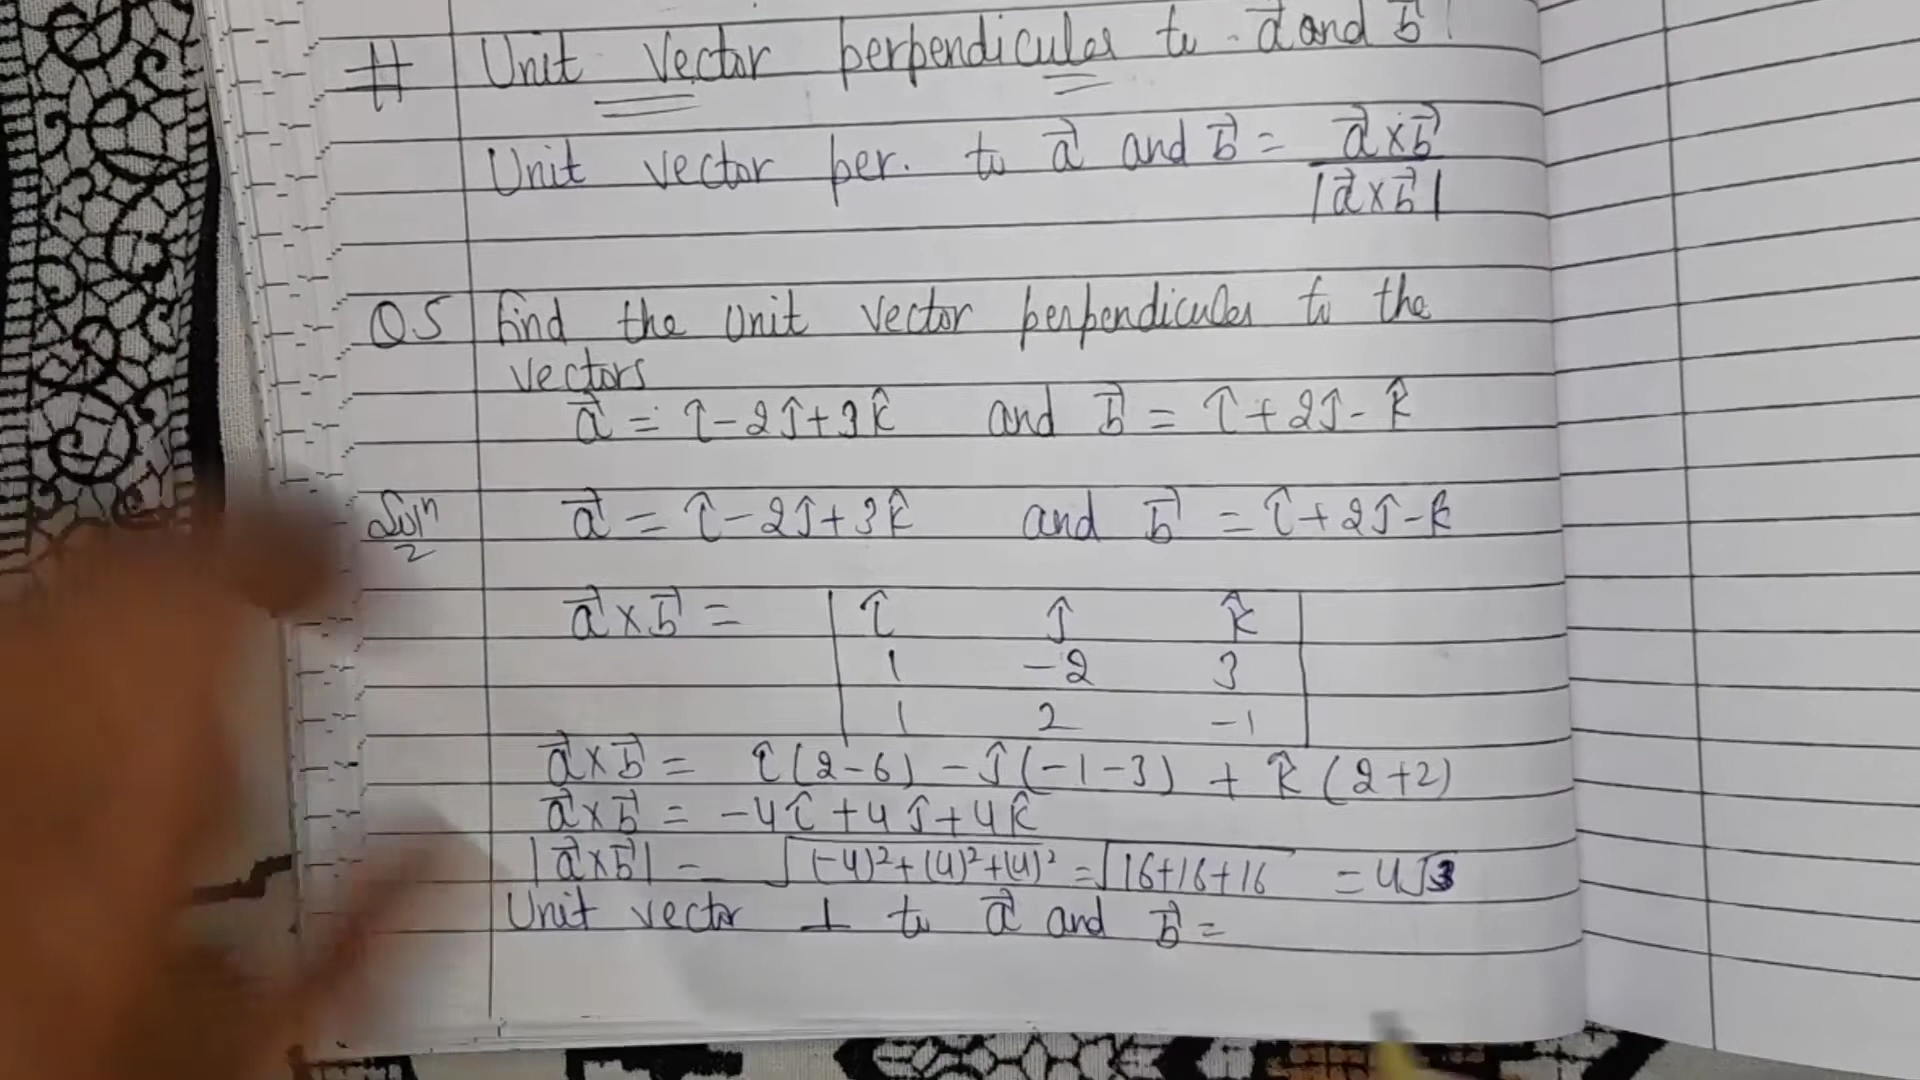 # Unit vector perpendicular to a⃗ and b⃗
Unit vector per. to a⃗ and b⃗ = a⃗×b⃗ / |a⃗×b⃗|
Q5 find the unit vector perpendicular to the
vectors
a⃗ = î-2ĵ+3k̂ and b⃗ = î+2ĵ-k̂
Solⁿ a⃗ = î-2ĵ+3k̂ and b⃗ = î+2ĵ-k̂
a⃗×b⃗ = | î ĵ k̂ |
| 1 -2 3 |
| 1 2 -1 |
a⃗×b⃗ = î(2-6) - ĵ(-1-3) + k̂(2+2)
a⃗×b⃗ = -4î+4ĵ+4k̂
|a⃗×b⃗| = √(-4)²+(4)²+(4)² = √16+16+16 = 4√3
Unit vector ⊥ to a⃗ and b⃗ =